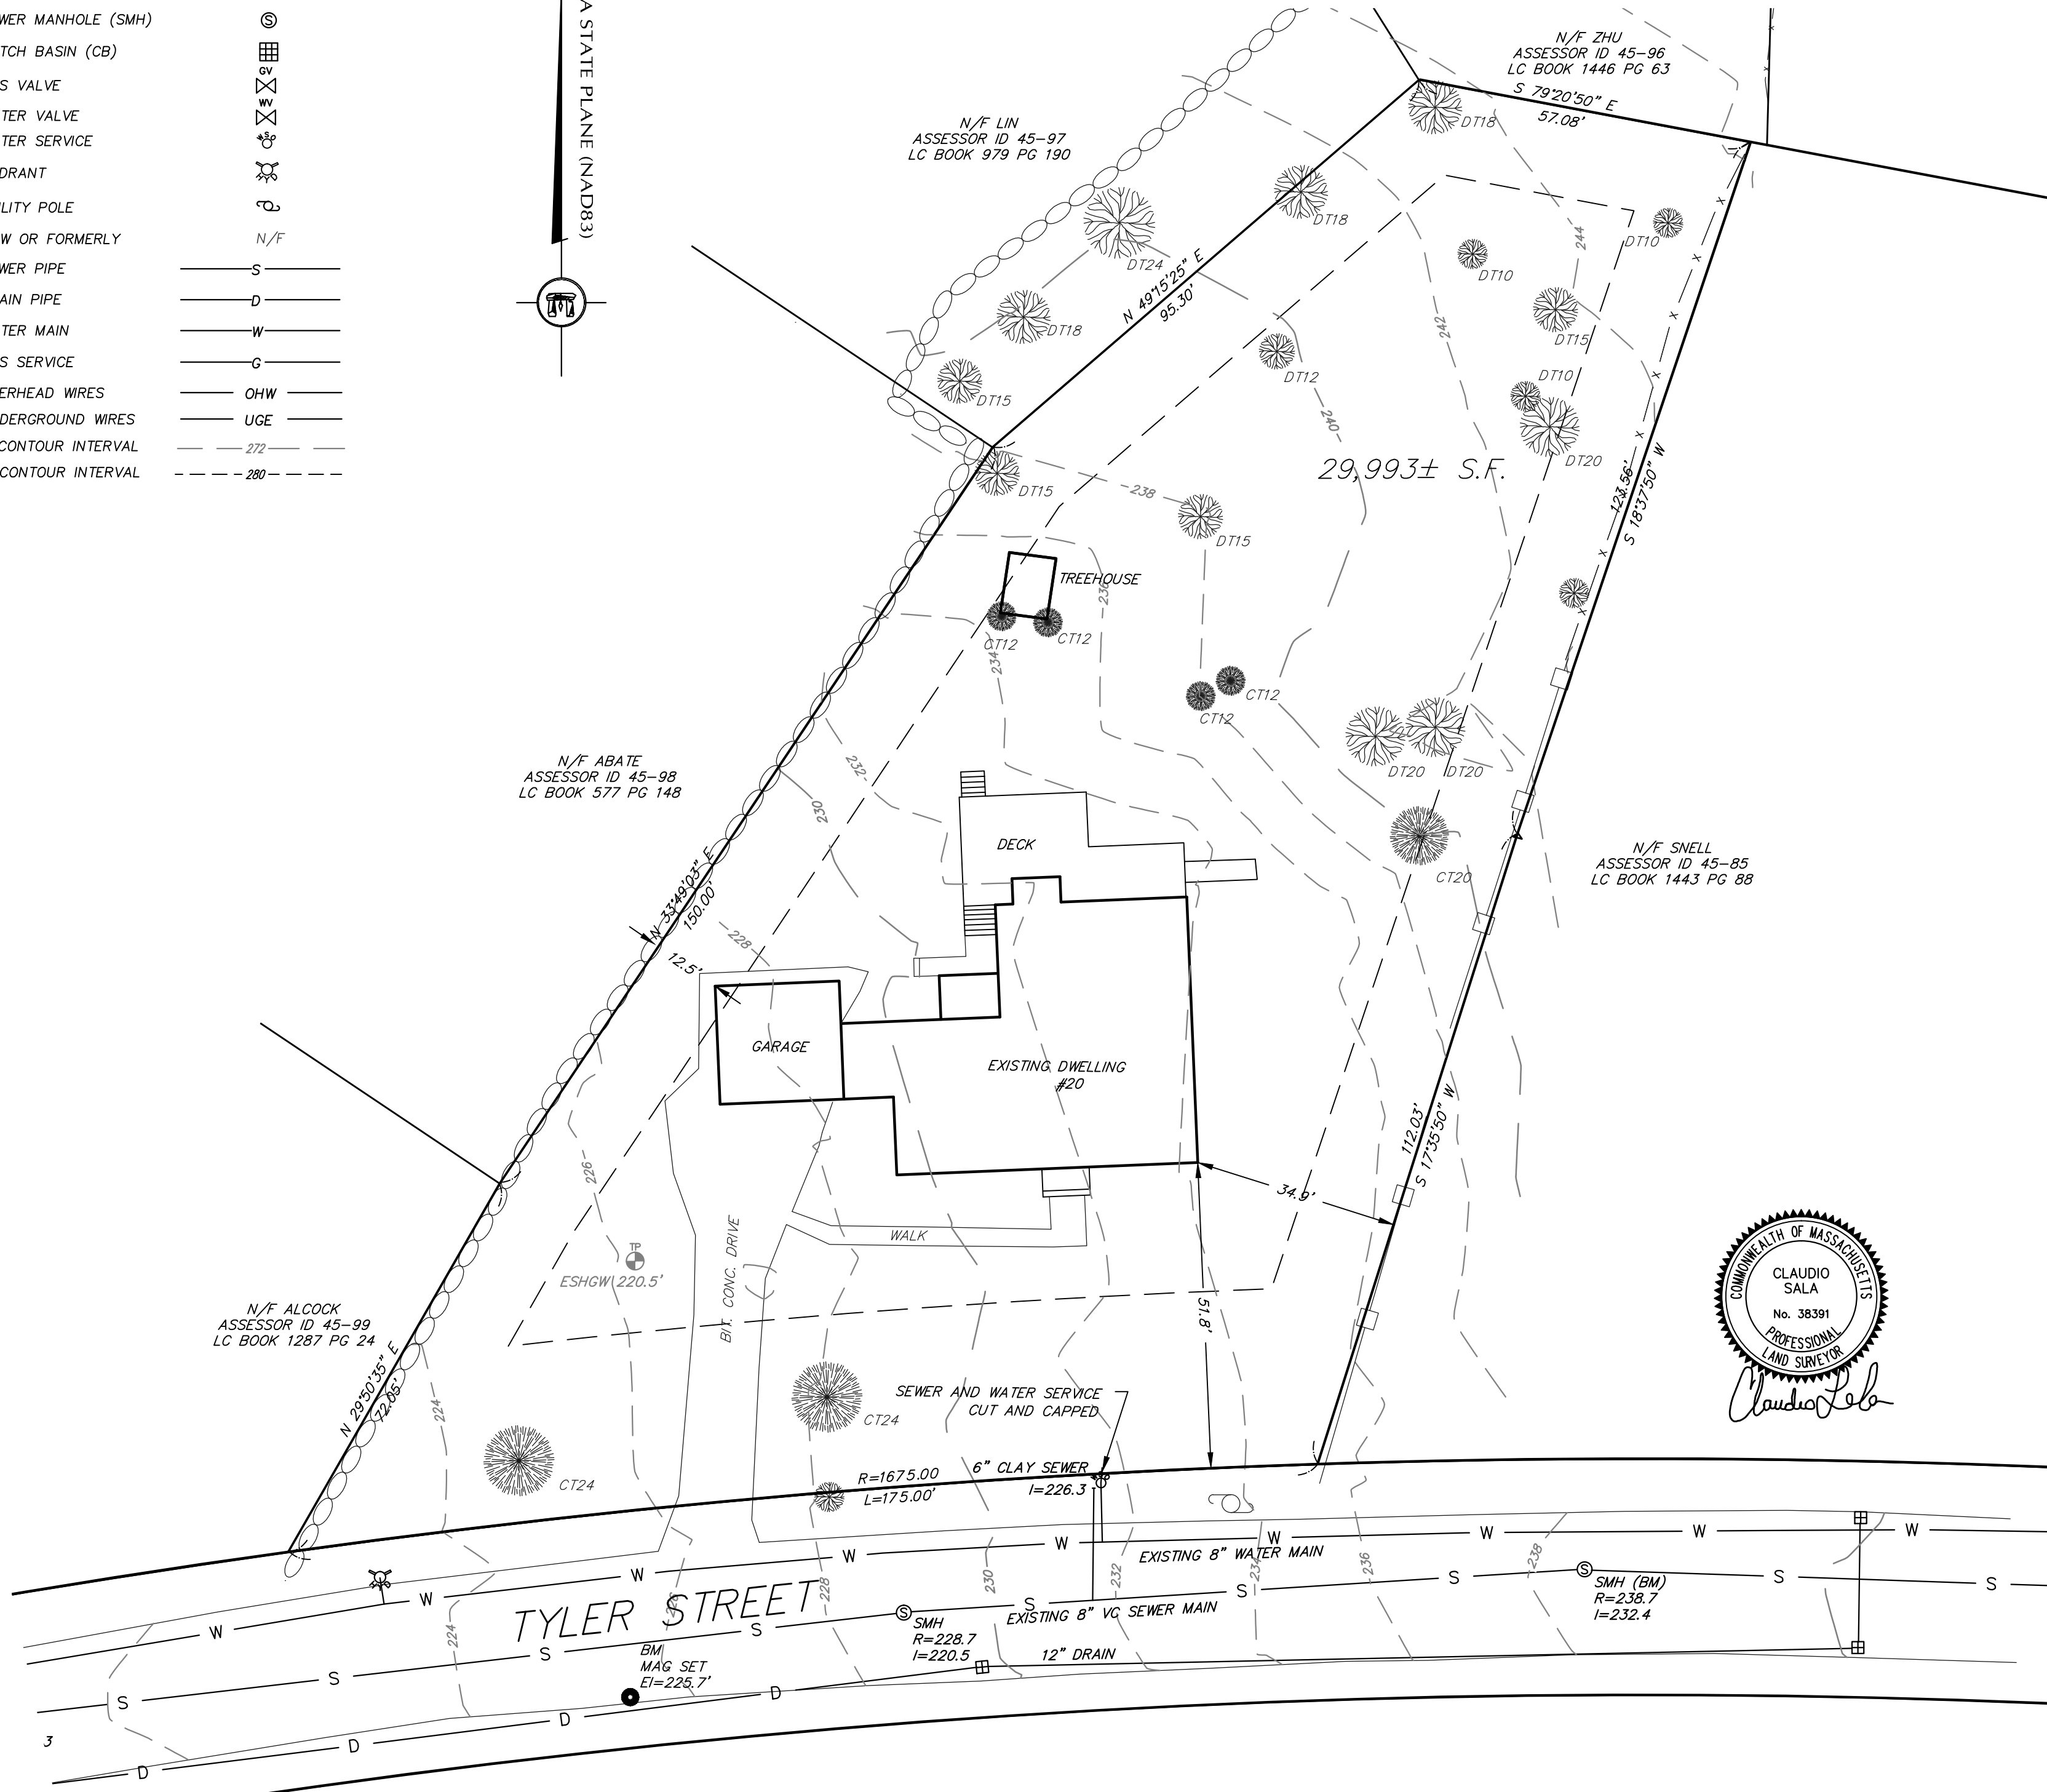 WER MANHOLE (SMH)
TCH BASIN (CB)
S VALVE
GV
TER VALVE
WV
TER SERVICE
DRANT
LITY POLE
W OR FORMERLY N/F
WER PIPE S
AIN PIPE D
TER MAIN W
S SERVICE G
ERHEAD WIRES OHW
DERGROUND WIRES UGE
CONTOUR INTERVAL 272
CONTOUR INTERVAL 280
A STATE PLANE (NAD83)
N/F ZHU
ASSESSOR ID 45-96
LC BOOK 1446 PG 63
S 79°20'50" E
57.08'
N/F LIN
ASSESSOR ID 45-97
LC BOOK 979 PG 190
DT18
DT18
DT24
DT18
DT15
N 49°15'25" E
95.30'
DT10
DT10
244
242
DT15
DT12
DT10
DT20
240
29,993± S.F.
123.56'
S 18°37'50" W
DT15
238
DT15
TREEHOUSE
236
CT12
CT12
234
CT12
CT12
DT20
DT20
N/F ABATE
ASSESSOR ID 45-98
LC BOOK 577 PG 148
232
230
DECK
CT20
N/F SNELL
ASSESSOR ID 45-85
LC BOOK 1443 PG 88
N 33°49'03" E
150.00'
12.5'
228
GARAGE
EXISTING DWELLING
#20
112.03'
S 17°35'50" W
226
34.9'
WALK
TP
ESHGW 220.5'
BIT. CONC. DRIVE
51.8'
N/F ALCOCK
ASSESSOR ID 45-99
LC BOOK 1287 PG 24
N 29°50'35" E
72.05'
224
CT24
CT24
SEWER AND WATER SERVICE
CUT AND CAPPED
R=1675.00
L=175.00'
6" CLAY SEWER
I=226.3
COMMONWEALTH OF MASSACHUSETTS
CLAUDIO
SALA
No. 38391
PROFESSIONAL
LAND SURVEYOR
W W W W W W W W W
EXISTING 8" WATER MAIN
TYLER STREET
S S S S S S S S S
EXISTING 8" VC SEWER MAIN
224
226
228
230
232
234
236
238
SMH
R=228.7
I=220.5
SMH (BM)
R=238.7
I=232.4
12" DRAIN
BM
MAG SET
El=225.7'
D D D D
3